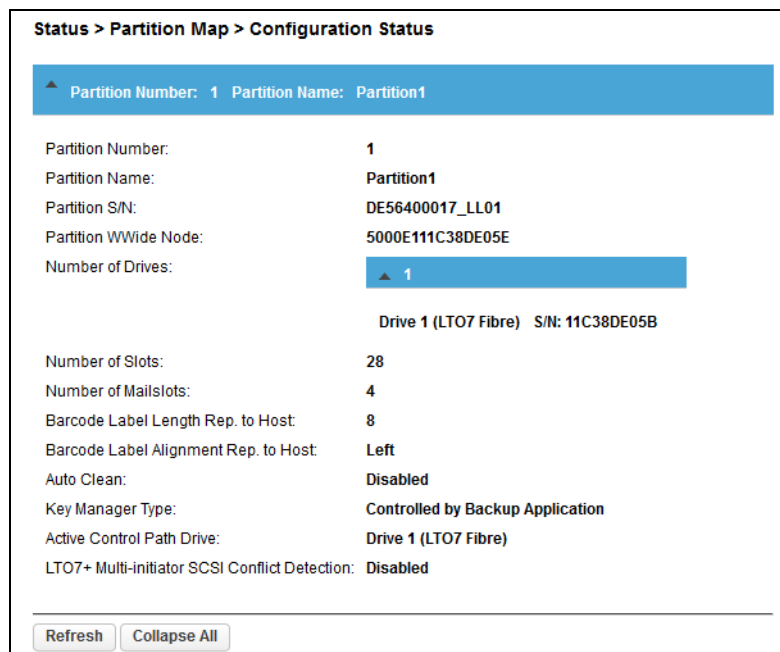 Status > Partition Map > Configuration Status
Partition Number: 1 Partition Name: Partition1
Partition Number: 1
Partition Name: Partition1
Partition S/N: DE56400017_LL01
Partition WWide Node: 5000E111C38DE05E
Number of Drives: 1
Drive 1 (LTO7 Fibre) S/N: 11C38DE05B
Number of Slots: 28
Number of Mailslots: 4
Barcode Label Length Rep. to Host: 8
Barcode Label Alignment Rep. to Host: Left
Auto Clean: Disabled
Key Manager Type: Controlled by Backup Application
Active Control Path Drive: Drive 1 (LTO7 Fibre)
LTO7+ Multi-initiator SCSI Conflict Detection: Disabled
Refresh Collapse All